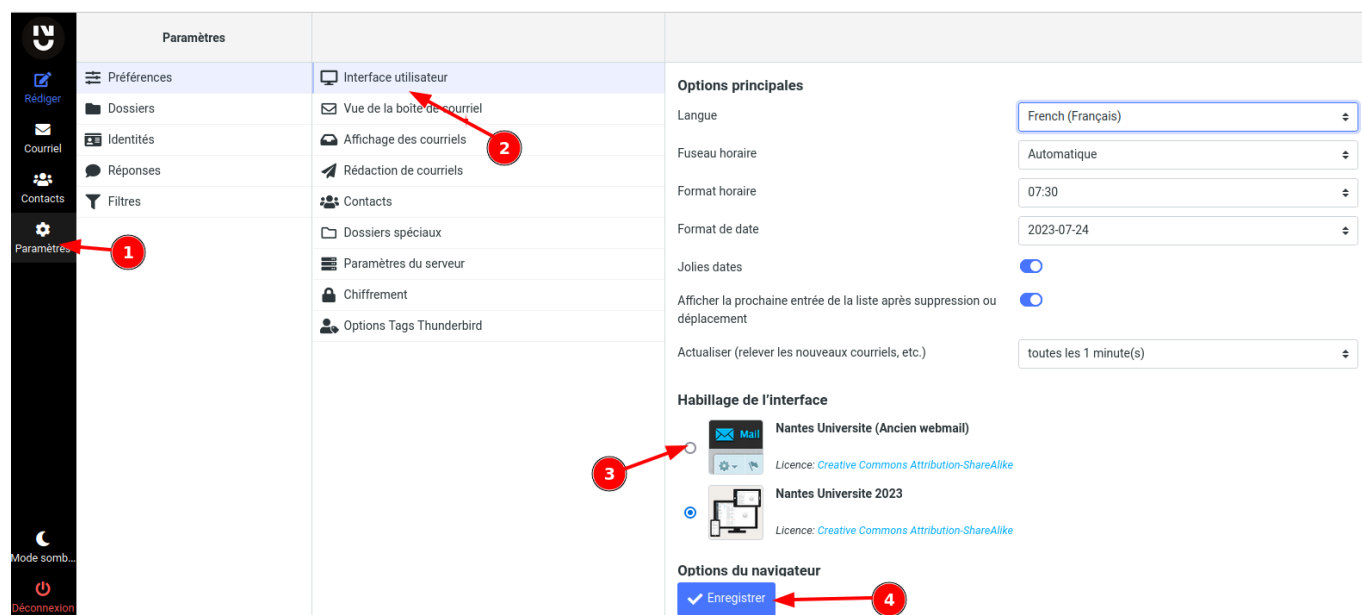 NU
Rédiger
Courriel
Contacts
Paramètres
Mode somb...
Déconnexion
Paramètres
Préférences
Dossiers
Identités
Réponses
Filtres
Interface utilisateur
Vue de la boîte de courriel
Affichage des courriels
Rédaction de courriels
Contacts
Dossiers spéciaux
Paramètres du serveur
Chiffrement
Options Tags Thunderbird
1
2
Options principales
Langue
French (Français)
Fuseau horaire
Automatique
Format horaire
07:30
Format de date
2023-07-24
Jolies dates
Afficher la prochaine entrée de la liste après suppression ou
déplacement
Actualiser (relever les nouveaux courriels, etc.)
toutes les 1 minute(s)
Habillage de l'interface
3
Mail
Nantes Universite (Ancien webmail)
Licence: Creative Commons Attribution-ShareAlike
Nantes Universite 2023
Licence: Creative Commons Attribution-ShareAlike
Options du navigateur
Enregistrer
4